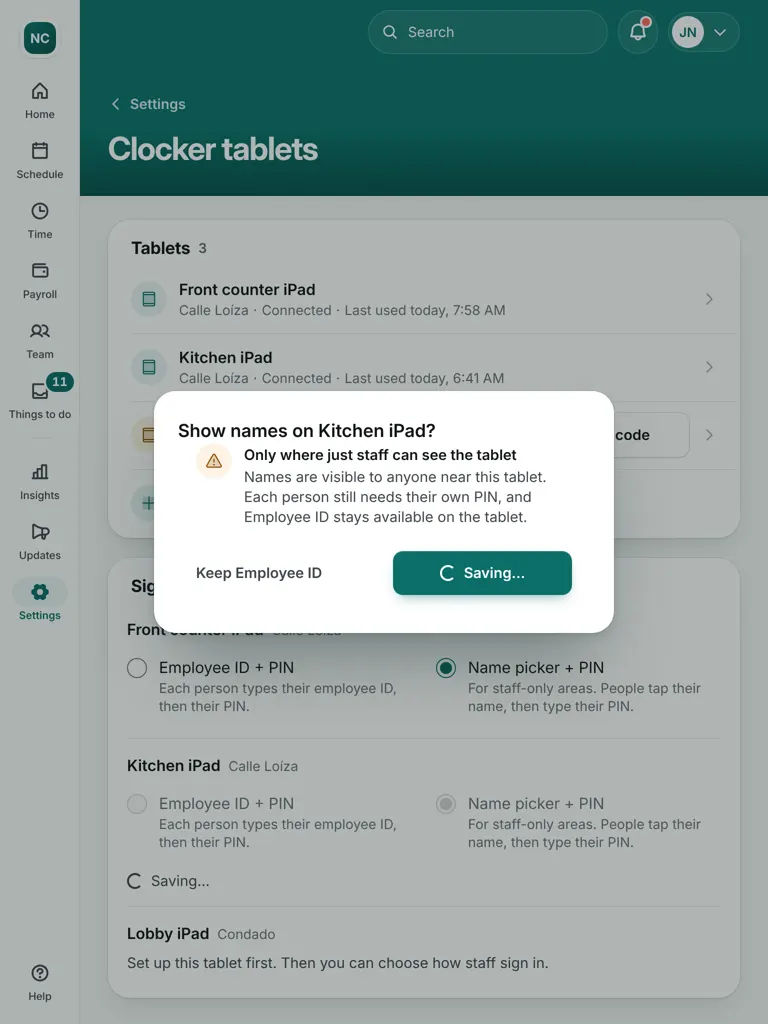 NC
Search
JN
Home
Settings
Clocker tablets
Schedule
Time
Payroll
Team
11
Things to do
Insights
Updates
Settings
Help
Tablets 3
Front counter iPad
Calle Loíza · Connected · Last used today, 7:58 AM
Kitchen iPad
Calle Loíza · Connected · Last used today, 6:41 AM
code
Show names on Kitchen iPad?
Only where just staff can see the tablet
Names are visible to anyone near this tablet.
Each person still needs their own PIN, and
Employee ID stays available on the tablet.
Keep Employee ID
Saving...
Sig
Front counter iPad Calle Loíza
Employee ID + PIN
Each person types their employee ID,
then their PIN.
Name picker + PIN
For staff-only areas. People tap their
name, then type their PIN.
Kitchen iPad Calle Loíza
Employee ID + PIN
Each person types their employee ID,
then their PIN.
Name picker + PIN
For staff-only areas. People tap their
name, then type their PIN.
Saving...
Lobby iPad Condado
Set up this tablet first. Then you can choose how staff sign in.